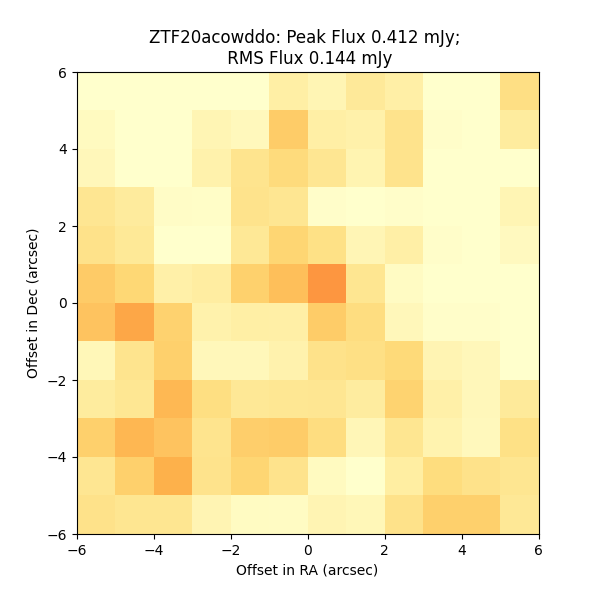 ZTF20acowddo: Peak Flux 0.412 mJy;
RMS Flux 0.144 mJy
6
4
2
0
−2
−4
−6
Offset in Dec (arcsec)
−6 −4 −2 0 2 4 6
Offset in RA (arcsec)